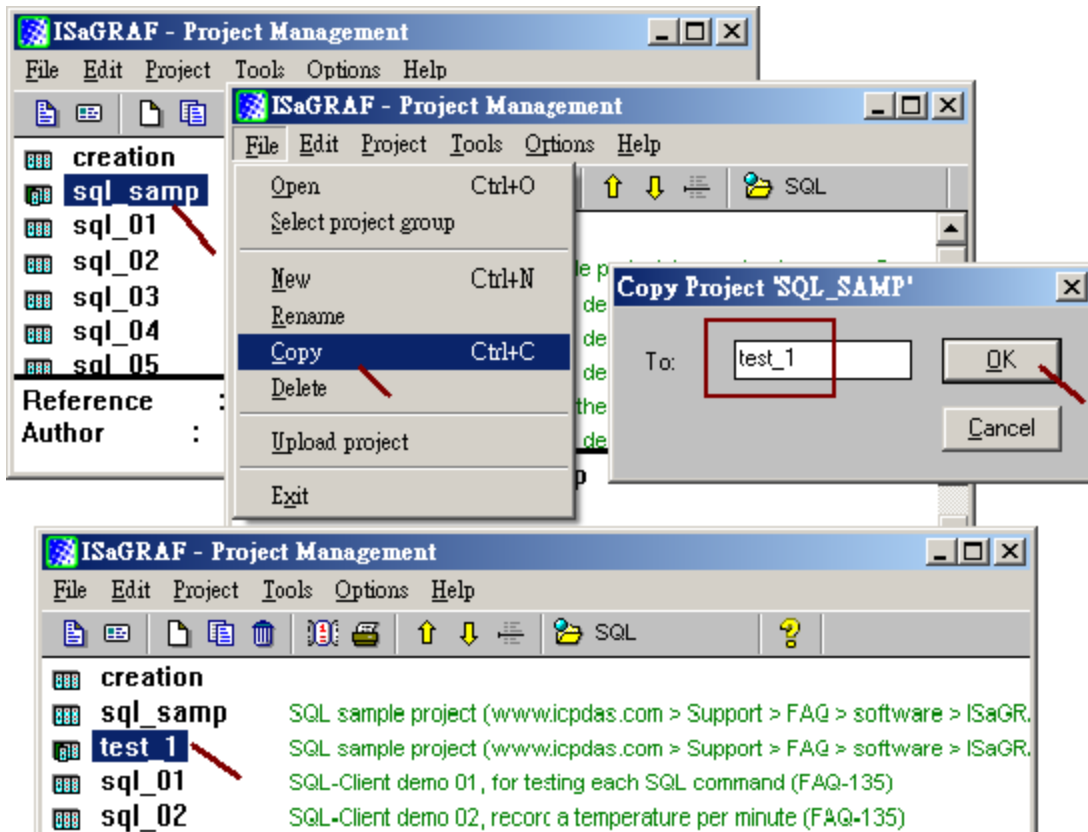 ISaGRAF - Project Management
File Edit Project Tools Options Help
creation
sql_samp
sql_01
sql_02
sql_03
sql_04
sql_05
Reference :
Author :
ISaGRAF - Project Management
File Edit Project Tools Options Help
SQL
Open Ctrl+O
Select project group
New Ctrl+N
Rename
Copy Ctrl+C
Delete
Upload project
Exit
de
de
de
the
de
Copy Project 'SQL_SAMP'
To: test_1
OK
Cancel
ISaGRAF - Project Management
File Edit Project Tools Options Help
SQL
creation
sql_samp SQL sample project (www.icpdas.com > Support > FAQ > software > ISaGR.
test_1 SQL sample project (www.icpdas.com > Support > FAQ > software > ISaGR.
sql_01 SQL-Client demo 01, for testing each SQL command (FAQ-135)
sql_02 SQL-Client demo 02, record a temperature per minute (FAQ-135)